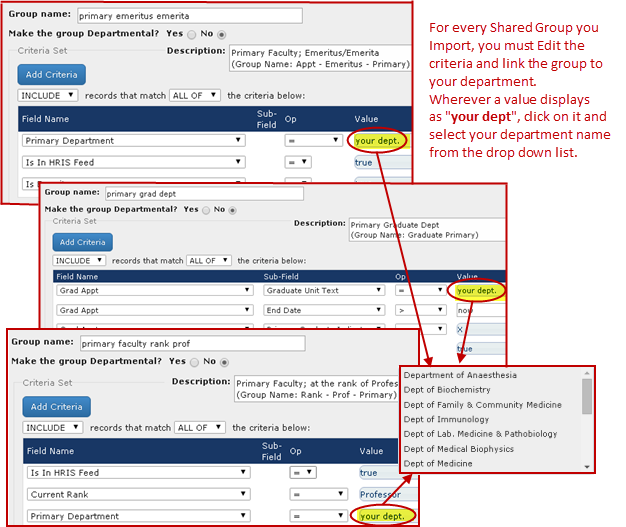 Group name: primary emeritus emerita
Make the group Departmental? Yes No
Criteria Set
Description: Primary Faculty; Emeritus/Emerita
(Group Name: Appt - Emeritus - Primary)
Add Criteria
INCLUDE records that match ALL OF the criteria below:
Field Name Sub-Field Op Value
Primary Department = your dept.
Is In HRIS Feed = true
For every Shared Group you
Import, you must Edit the
criteria and link the group to
your department.
Wherever a value displays
as "your dept", click on it and
select your department name
from the drop down list.
Group name: primary grad dept
Make the group Departmental? Yes No
Criteria Set
Description: Primary Graduate Dept
(Group Name: Graduate Primary)
Add Criteria
INCLUDE records that match ALL OF the criteria below:
Field Name Sub-Field Op Value
Grad Appt Graduate Unit Text = your dept.
Grad Appt End Date > now
X
true
Group name: primary faculty rank prof
Make the group Departmental? Yes No
Criteria Set
Description: Primary Faculty; at the rank of Profes
(Group Name: Rank - Prof - Primary)
Add Criteria
INCLUDE records that match ALL OF the criteria below:
Field Name Sub-Field Op Value
Is In HRIS Feed = true
Current Rank = Professor
Primary Department = your dept.
Department of Anaesthesia
Dept of Biochemistry
Dept of Family & Community Medicine
Dept of Immunology
Dept of Lab. Medicine & Pathobiology
Dept of Medical Biophysics
Dept of Medicine